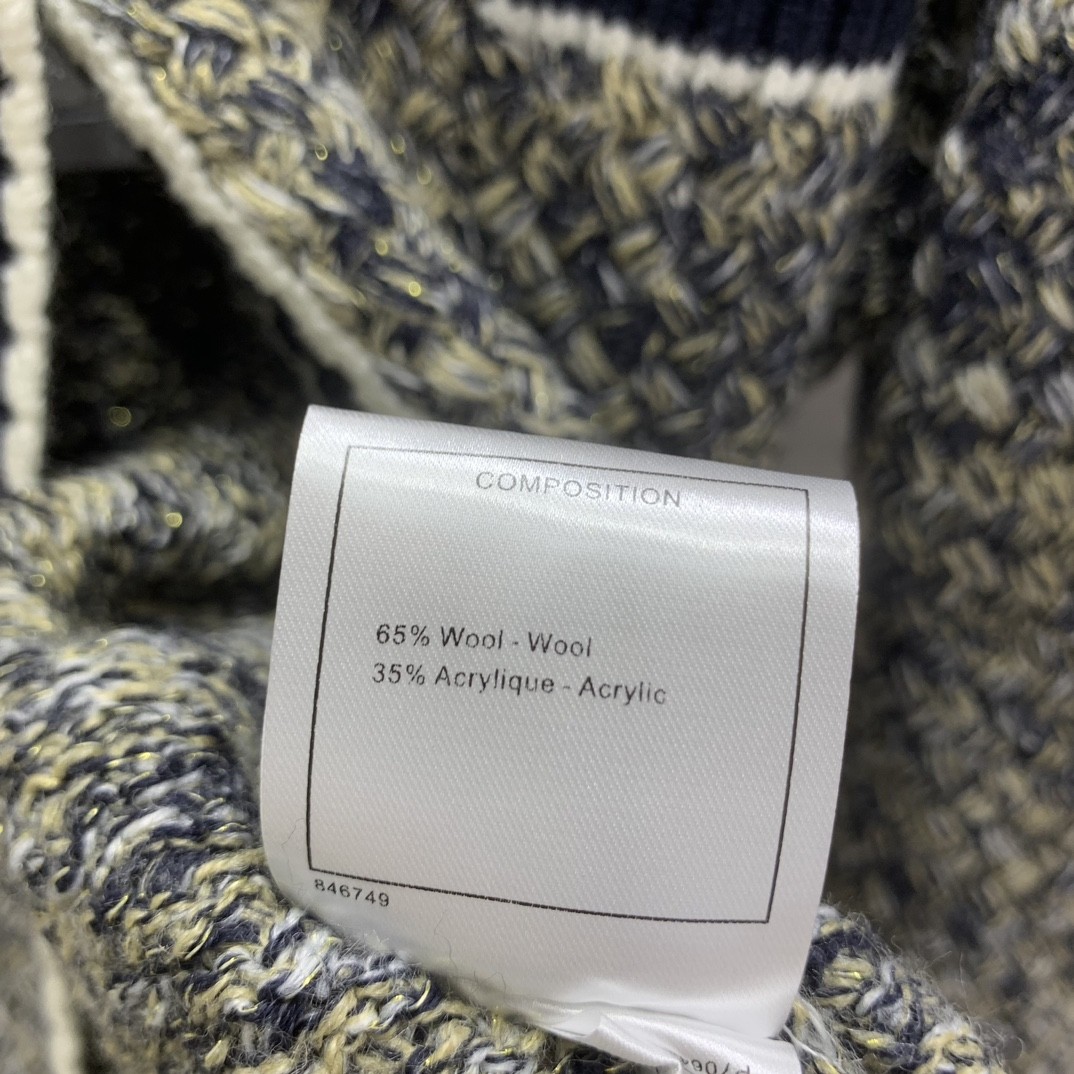 COMPOSITION
65% Wool - Wool
35% Acrylique - Acrylic
846749